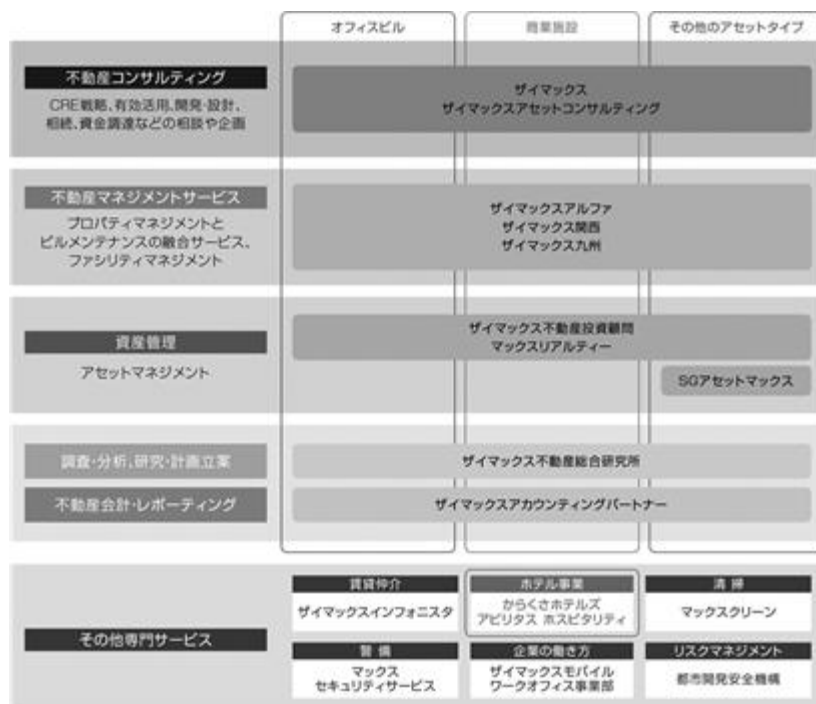 オフィスビル
商業施設
その他のアセットタイプ
不動産コンサルティング
CRE戦略、有効活用、開発・設計、
相続、資金調達などの相談や企画
ザイマックス
ザイマックスアセットコンサルティング
不動産マネジメントサービス
プロパティマネジメントと
ビルメンテナンスの融合サービス、
ファシリティマネジメント
ザイマックスアルファ
ザイマックス関西
ザイマックス九州
資産管理
アセットマネジメント
ザイマックス不動産投資顧問
マックスリアルティー
SGアセットマックス
調査・分析、研究・計画立案
ザイマックス不動産総合研究所
不動産会計・レポーティング
ザイマックスアカウンティングパートナー
その他専門サービス
賃貸仲介
ザイマックスインフォニスタ
ホテル事業
からくさホテルズ
アビリタス ホスピタリティ
清掃
マックスクリーン
警備
マックス
セキュリティサービス
企業の働き方
ザイマックスモバイル
ワークオフィス事業部
リスクマネジメント
都市開発安全機構